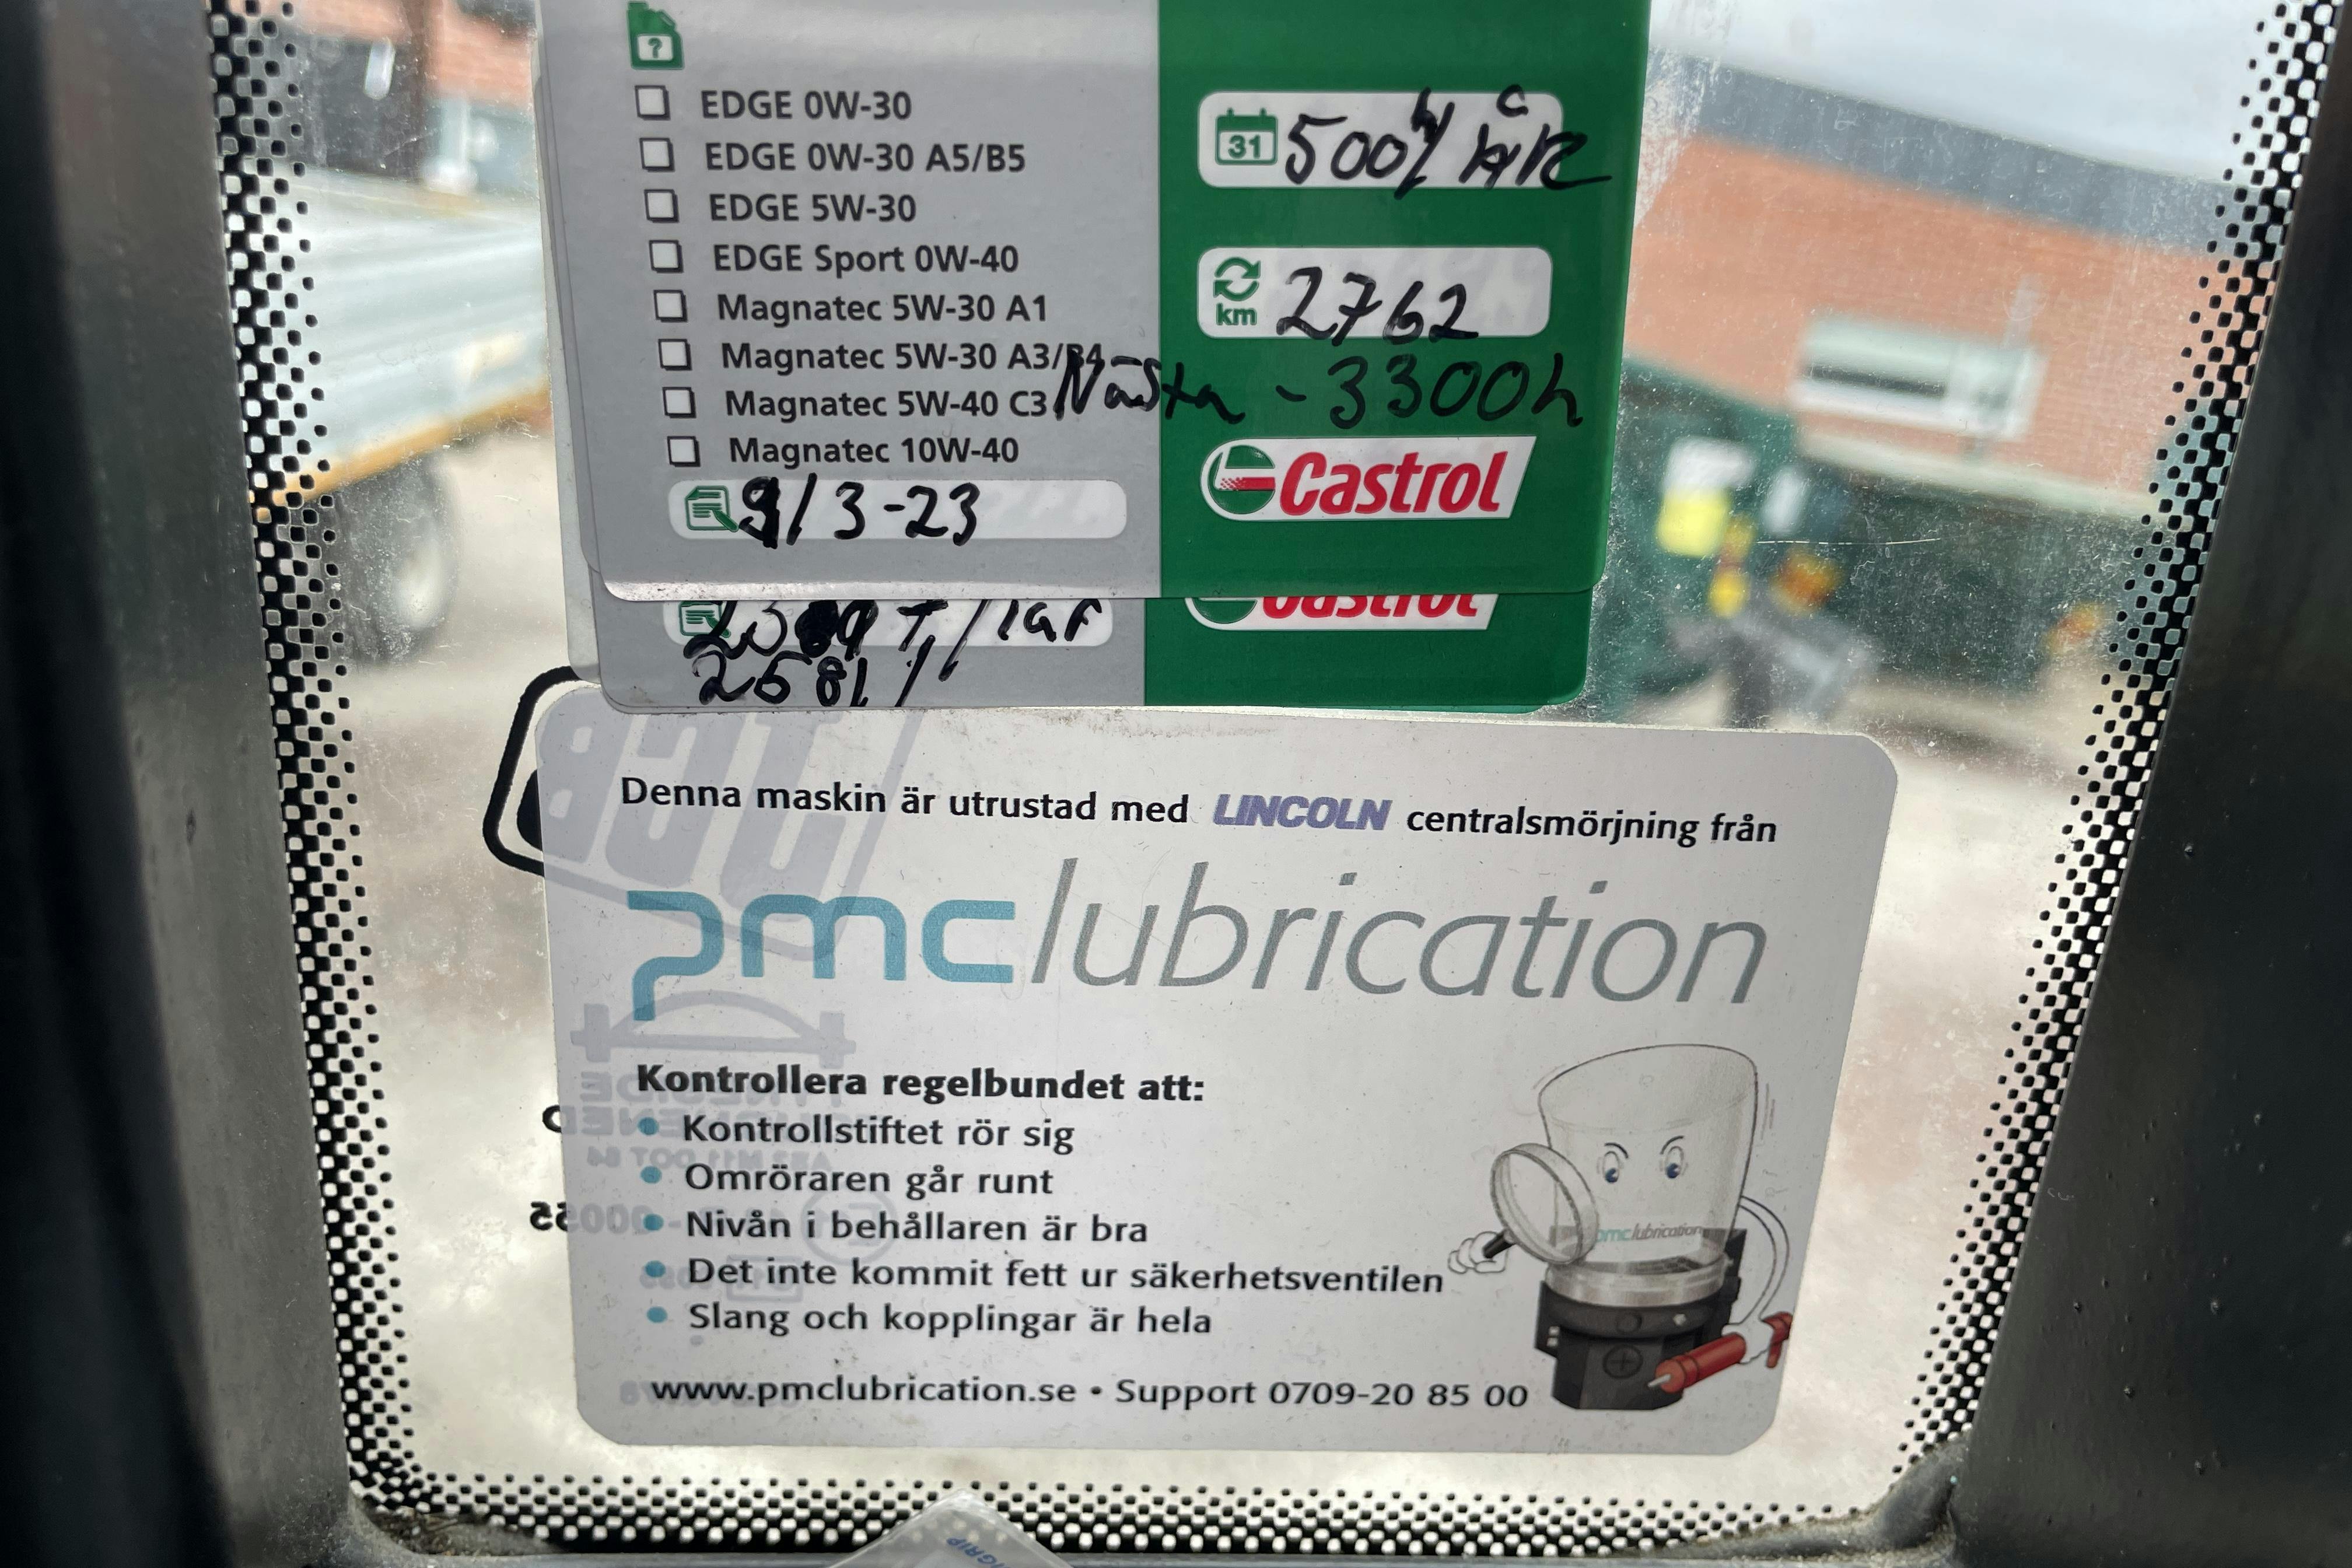 ?
EDGE 0W-30
EDGE 0W-30 A5/B5
EDGE 5W-30
EDGE Sport 0W-40
Magnatec 5W-30 A1
Magnatec 5W-30 A3/B4
Magnatec 5W-40 C3
Magnatec 10W-40
9/3-23
31 500h/ÅR
km 2762
Nästa - 3300h
Castrol
Castrol
JCB
Denna maskin är utrustad med LINCOLN centralsmörjning från
pmclubrication
Kontrollera regelbundet att:
Kontrollstiftet rör sig
Omröraren går runt
Nivån i behållaren är bra
Det inte kommit fett ur säkerhetsventilen
Slang och kopplingar är hela
pmclubrication
www.pmclubrication.se • Support 0709-20 85 00